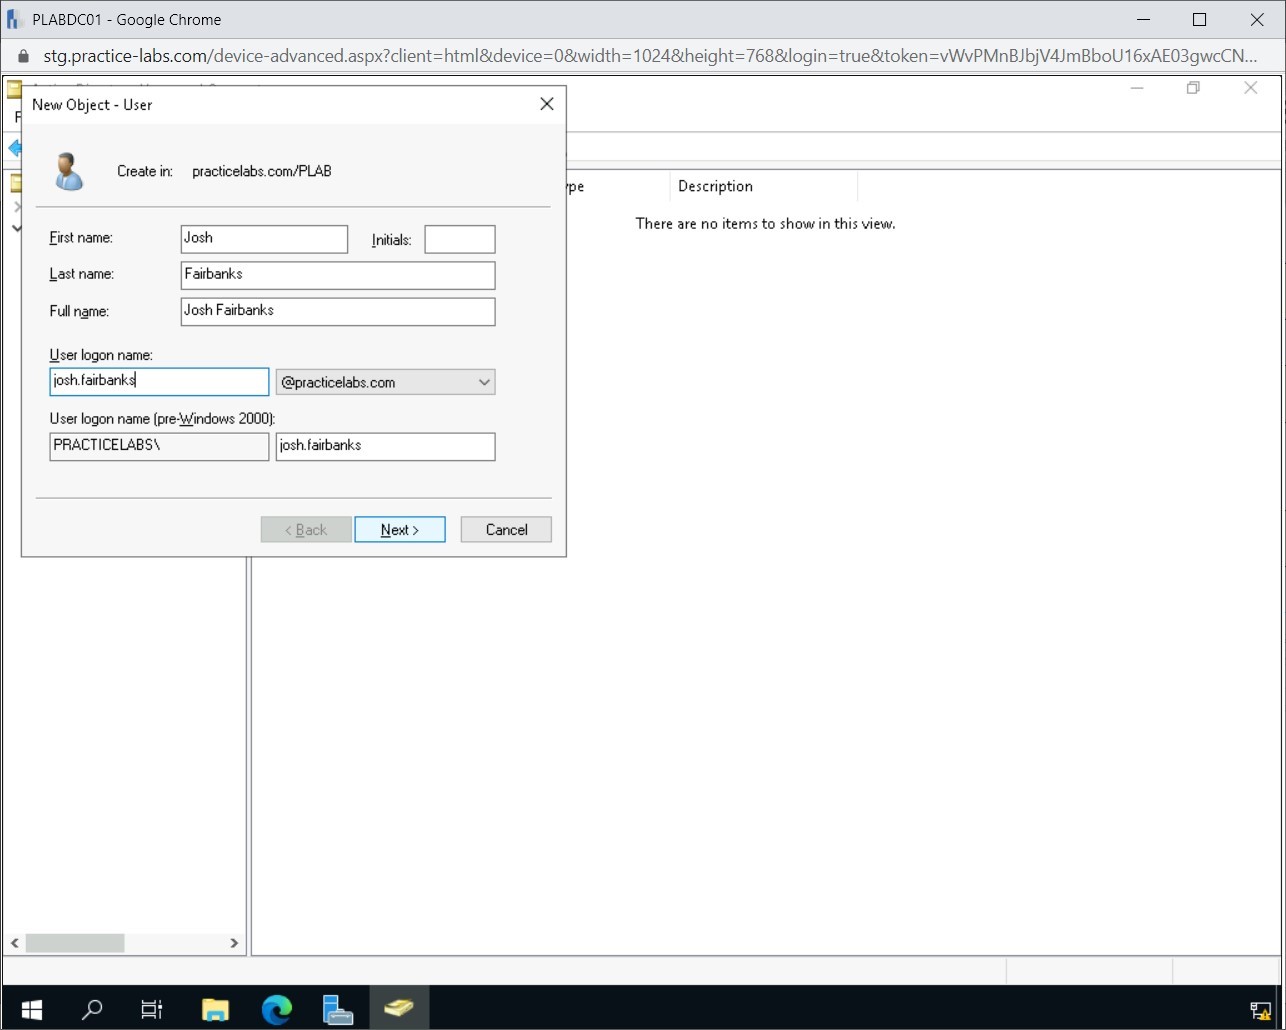 PLABDC01 - Google Chrome
stg.practice-labs.com/device-advanced.aspx?client=html&device=0&width=1024&height=768&login=true&token=vWvPMnBJbjV4JmBboU16xAE03gwcCN...
New Object - User
Create in: practicelabs.com/PLAB
Description
There are no items to show in this view.
First name: Josh Initials:
Last name: Fairbanks
Full name: Josh Fairbanks
User logon name:
josh.fairbanks @practicelabs.com
User logon name (pre-Windows 2000):
PRACTICELABS\ josh.fairbanks
< Back Next > Cancel